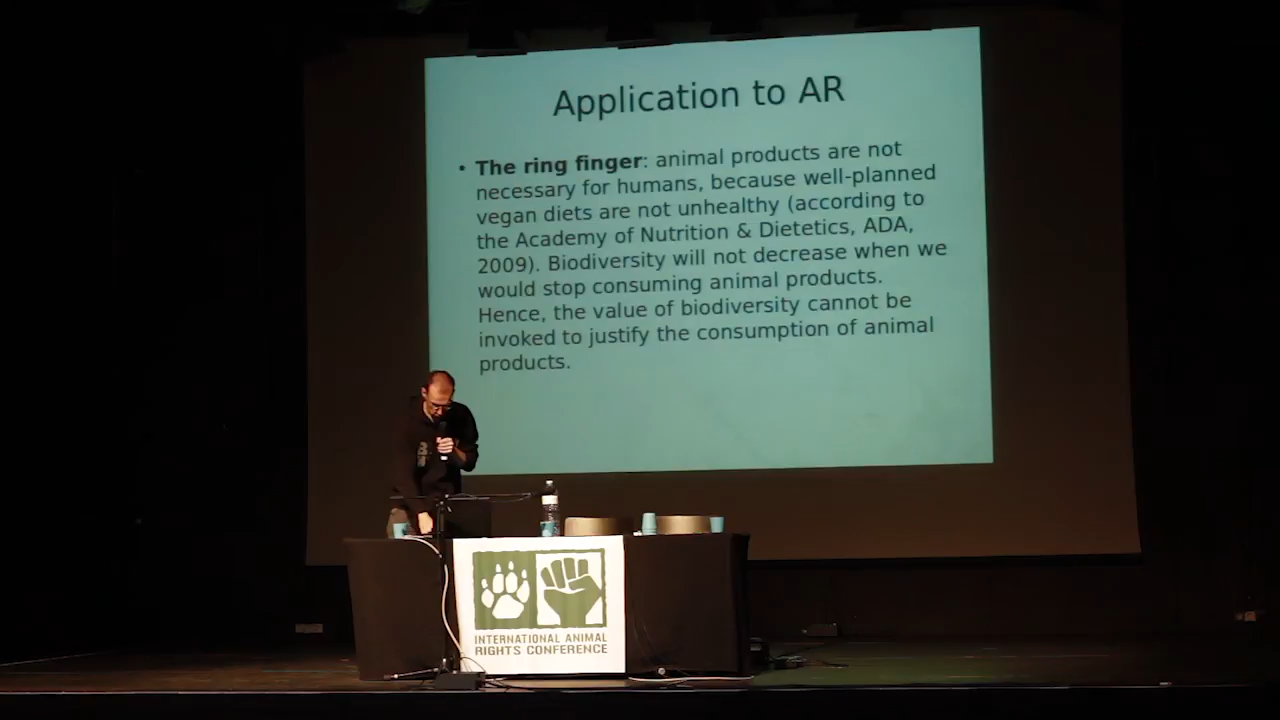 Application to AR
• The ring finger: animal products are not
necessary for humans, because well-planned
vegan diets are not unhealthy (according to
the Academy of Nutrition & Dietetics, ADA,
2009). Biodiversity will not decrease when we
would stop consuming animal products.
Hence, the value of biodiversity cannot be
invoked to justify the consumption of animal
products.
INTERNATIONAL ANIMAL
RIGHTS CONFERENCE